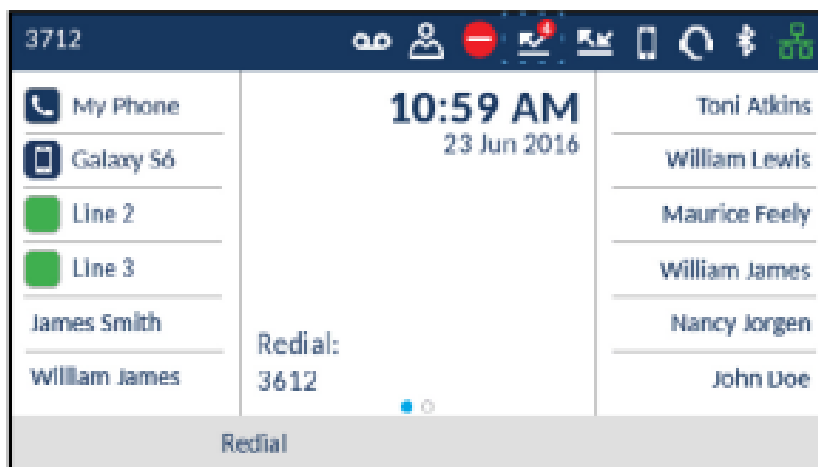 3712
4
My Phone
Galaxy S6
Line 2
Line 3
James Smith
William James
10:59 AM
23 Jun 2016
Redial:
3612
Toni Atkins
William Lewis
Maurice Feely
William James
Nancy Jorgen
John Doe
Redial